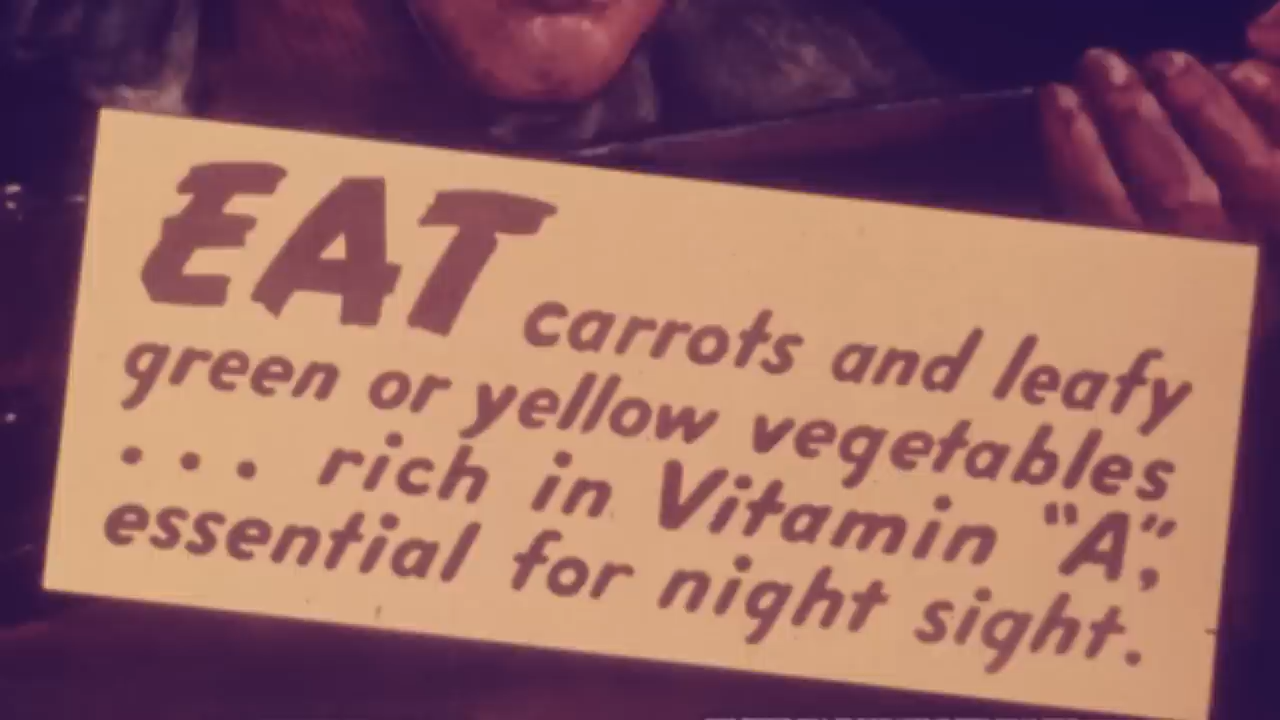 EAT carrots and leafy
green or yellow vegetables
. . . rich in Vitamin “A”,
essential for night sight.